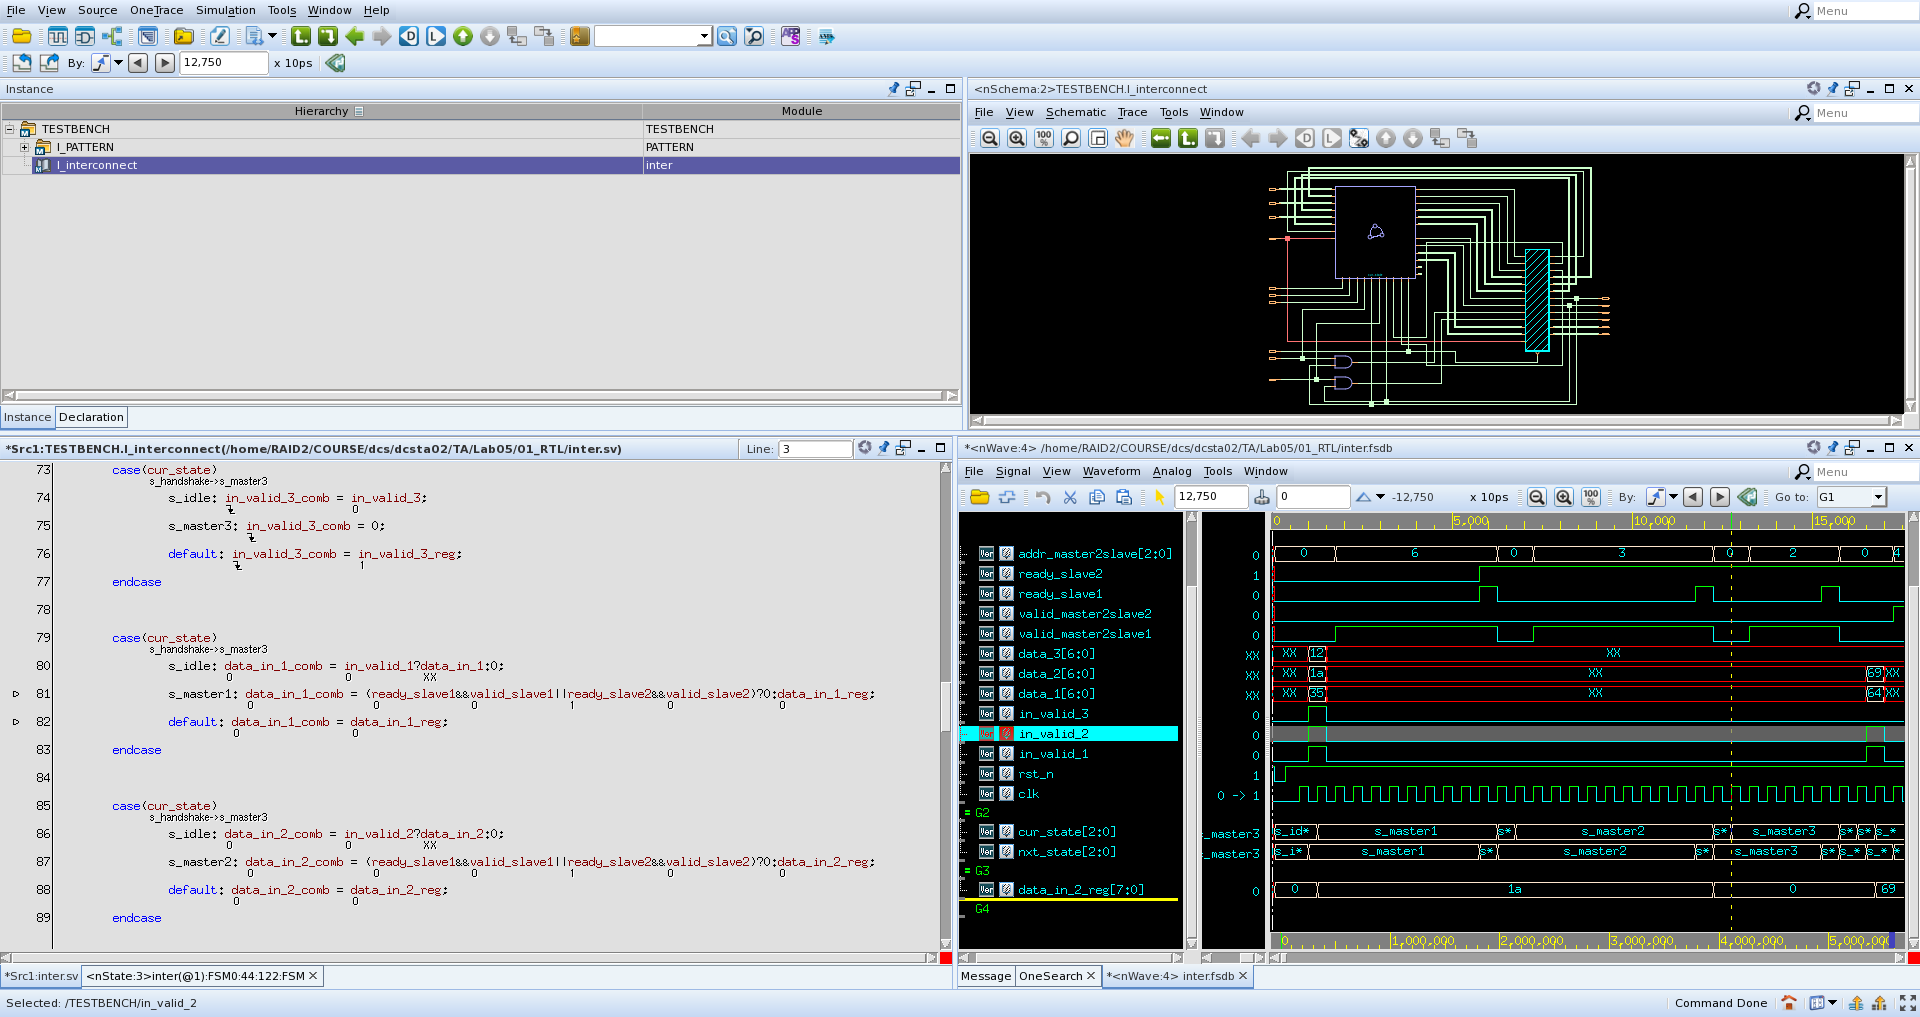 File View Source OneTrace Simulation Tools Window Help
Menu
By: 12,750 x 10ps
Instance
Hierarchy Module
TESTBENCH TESTBENCH
I_PATTERN PATTERN
I_interconnect inter
Instance Declaration
<nSchema:2>TESTBENCH.I_interconnect
File View Schematic Trace Tools Window
Menu
100%
*Src1:TESTBENCH.I_interconnect(/home/RAID2/COURSE/dcs/dcsta02/TA/Lab05/01_RTL/inter.sv) Line: 3
73 case(cur_state)
s_handshake->s_master3
74 s_idle: in_valid_3_comb = in_valid_3;
0
75 s_master3: in_valid_3_comb = 0;
76 default: in_valid_3_comb = in_valid_3_reg;
1
77 endcase
78
79 case(cur_state)
s_handshake->s_master3
80 s_idle: data_in_1_comb = in_valid_1?data_in_1:0;
0 0 XX
81 s_master1: data_in_1_comb = (ready_slave1&&valid_slave1||ready_slave2&&valid_slave2)?0:data_in_1_reg;
0 0 0 1 0 0
82 default: data_in_1_comb = data_in_1_reg;
0 0
83 endcase
84
85 case(cur_state)
s_handshake->s_master3
86 s_idle: data_in_2_comb = in_valid_2?data_in_2:0;
0 0 XX
87 s_master2: data_in_2_comb = (ready_slave1&&valid_slave1||ready_slave2&&valid_slave2)?0:data_in_2_reg;
0 0 0 1 0 0
88 default: data_in_2_comb = data_in_2_reg;
0 0
89 endcase
*Src1:inter.sv <nState:3>inter(@1):FSM0:44:122:FSM
*<nWave:4> /home/RAID2/COURSE/dcs/dcsta02/TA/Lab05/01_RTL/inter.fsdb
File Signal View Waveform Analog Tools Window
Menu
12,750 0 -12,750 x 10ps 100% By: Go to: G1
0 5,000 10,000 15,000
addr_master2slave[2:0] 0 0 6 0 3 0 2 0 4
ready_slave2 1
ready_slave1 0
valid_master2slave2 0
valid_master2slave1 0
data_3[6:0] XX XX 12 XX
data_2[6:0] XX XX 1a XX 69 XX
data_1[6:0] XX XX 35 XX 64 XX
in_valid_3 0
in_valid_2 0
in_valid_1 0
rst_n 1
clk 0 -> 1
G2
cur_state[2:0] s_master3 s_id* s_master1 s* s_master2 s* s_master3 s* s* s_*
nxt_state[2:0] s_master3 s_i* s_master1 s* s_master2 s* s_master3 s* s_* s_* *
G3
data_in_2_reg[7:0] 0 0 1a 0 69
G4
0 1,000,000 2,000,000 3,000,000 4,000,000 5,000,000
Message OneSearch *<nWave:4> inter.fsdb
Selected: /TESTBENCH/in_valid_2
Command Done